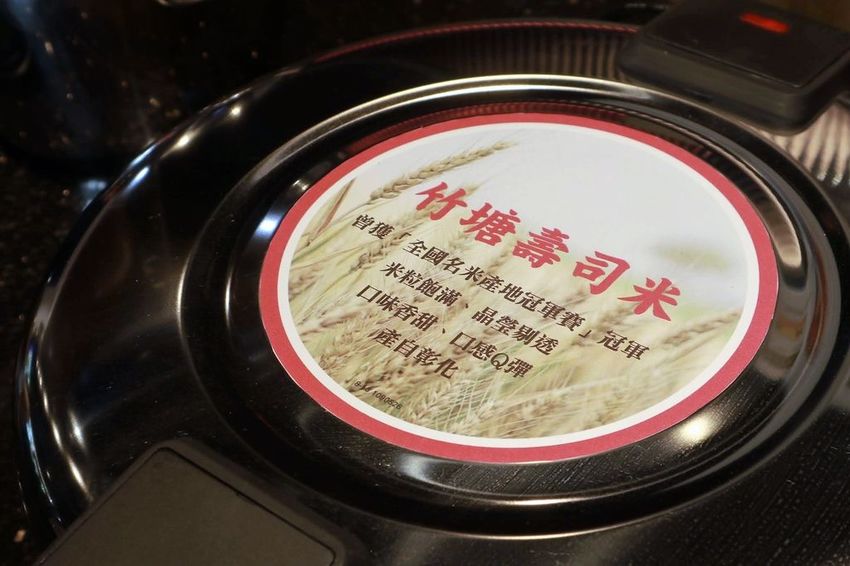 竹塘壽司米
曾獲「全國名米產地冠軍賽」冠軍
米粒飽滿、晶瑩剔透
口味香甜、口感Q彈
產自彰化